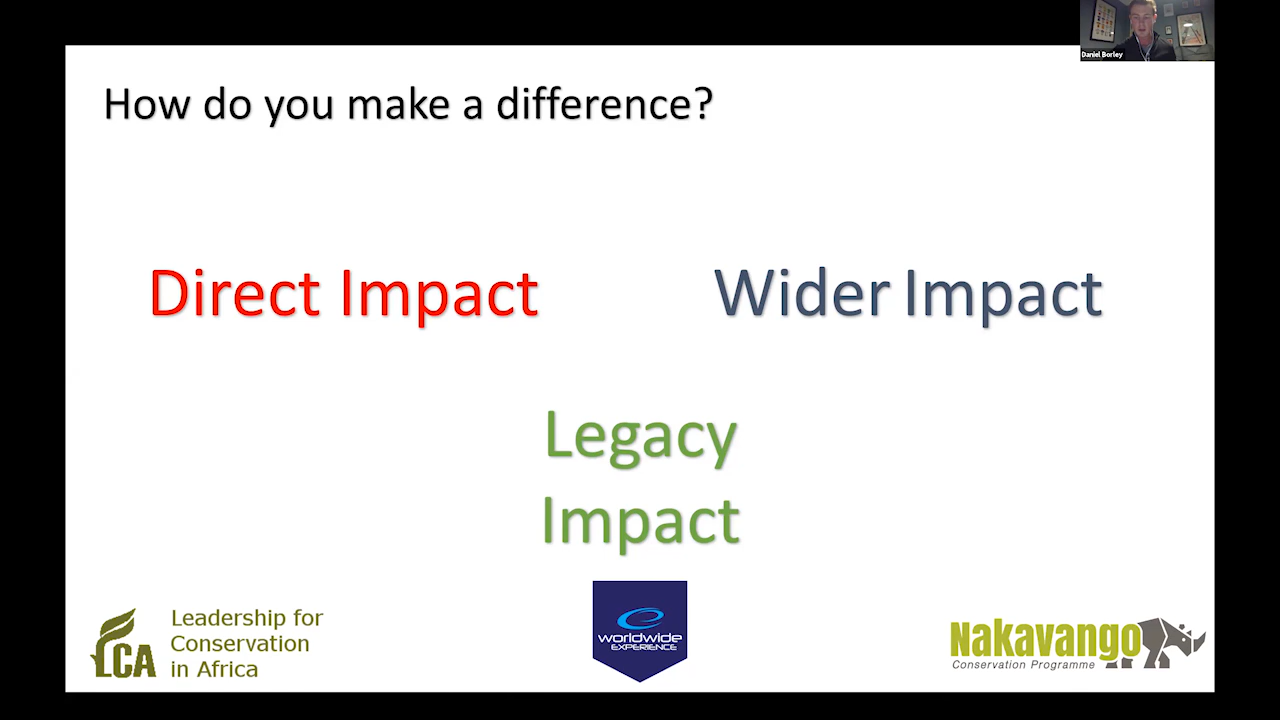 Daniel Borley
How do you make a difference?
Direct Impact
Wider Impact
Legacy
Impact
LCA
Leadership for
Conservation
in Africa
worldwide
EXPERIENCE
Nakavango
Conservation Programme